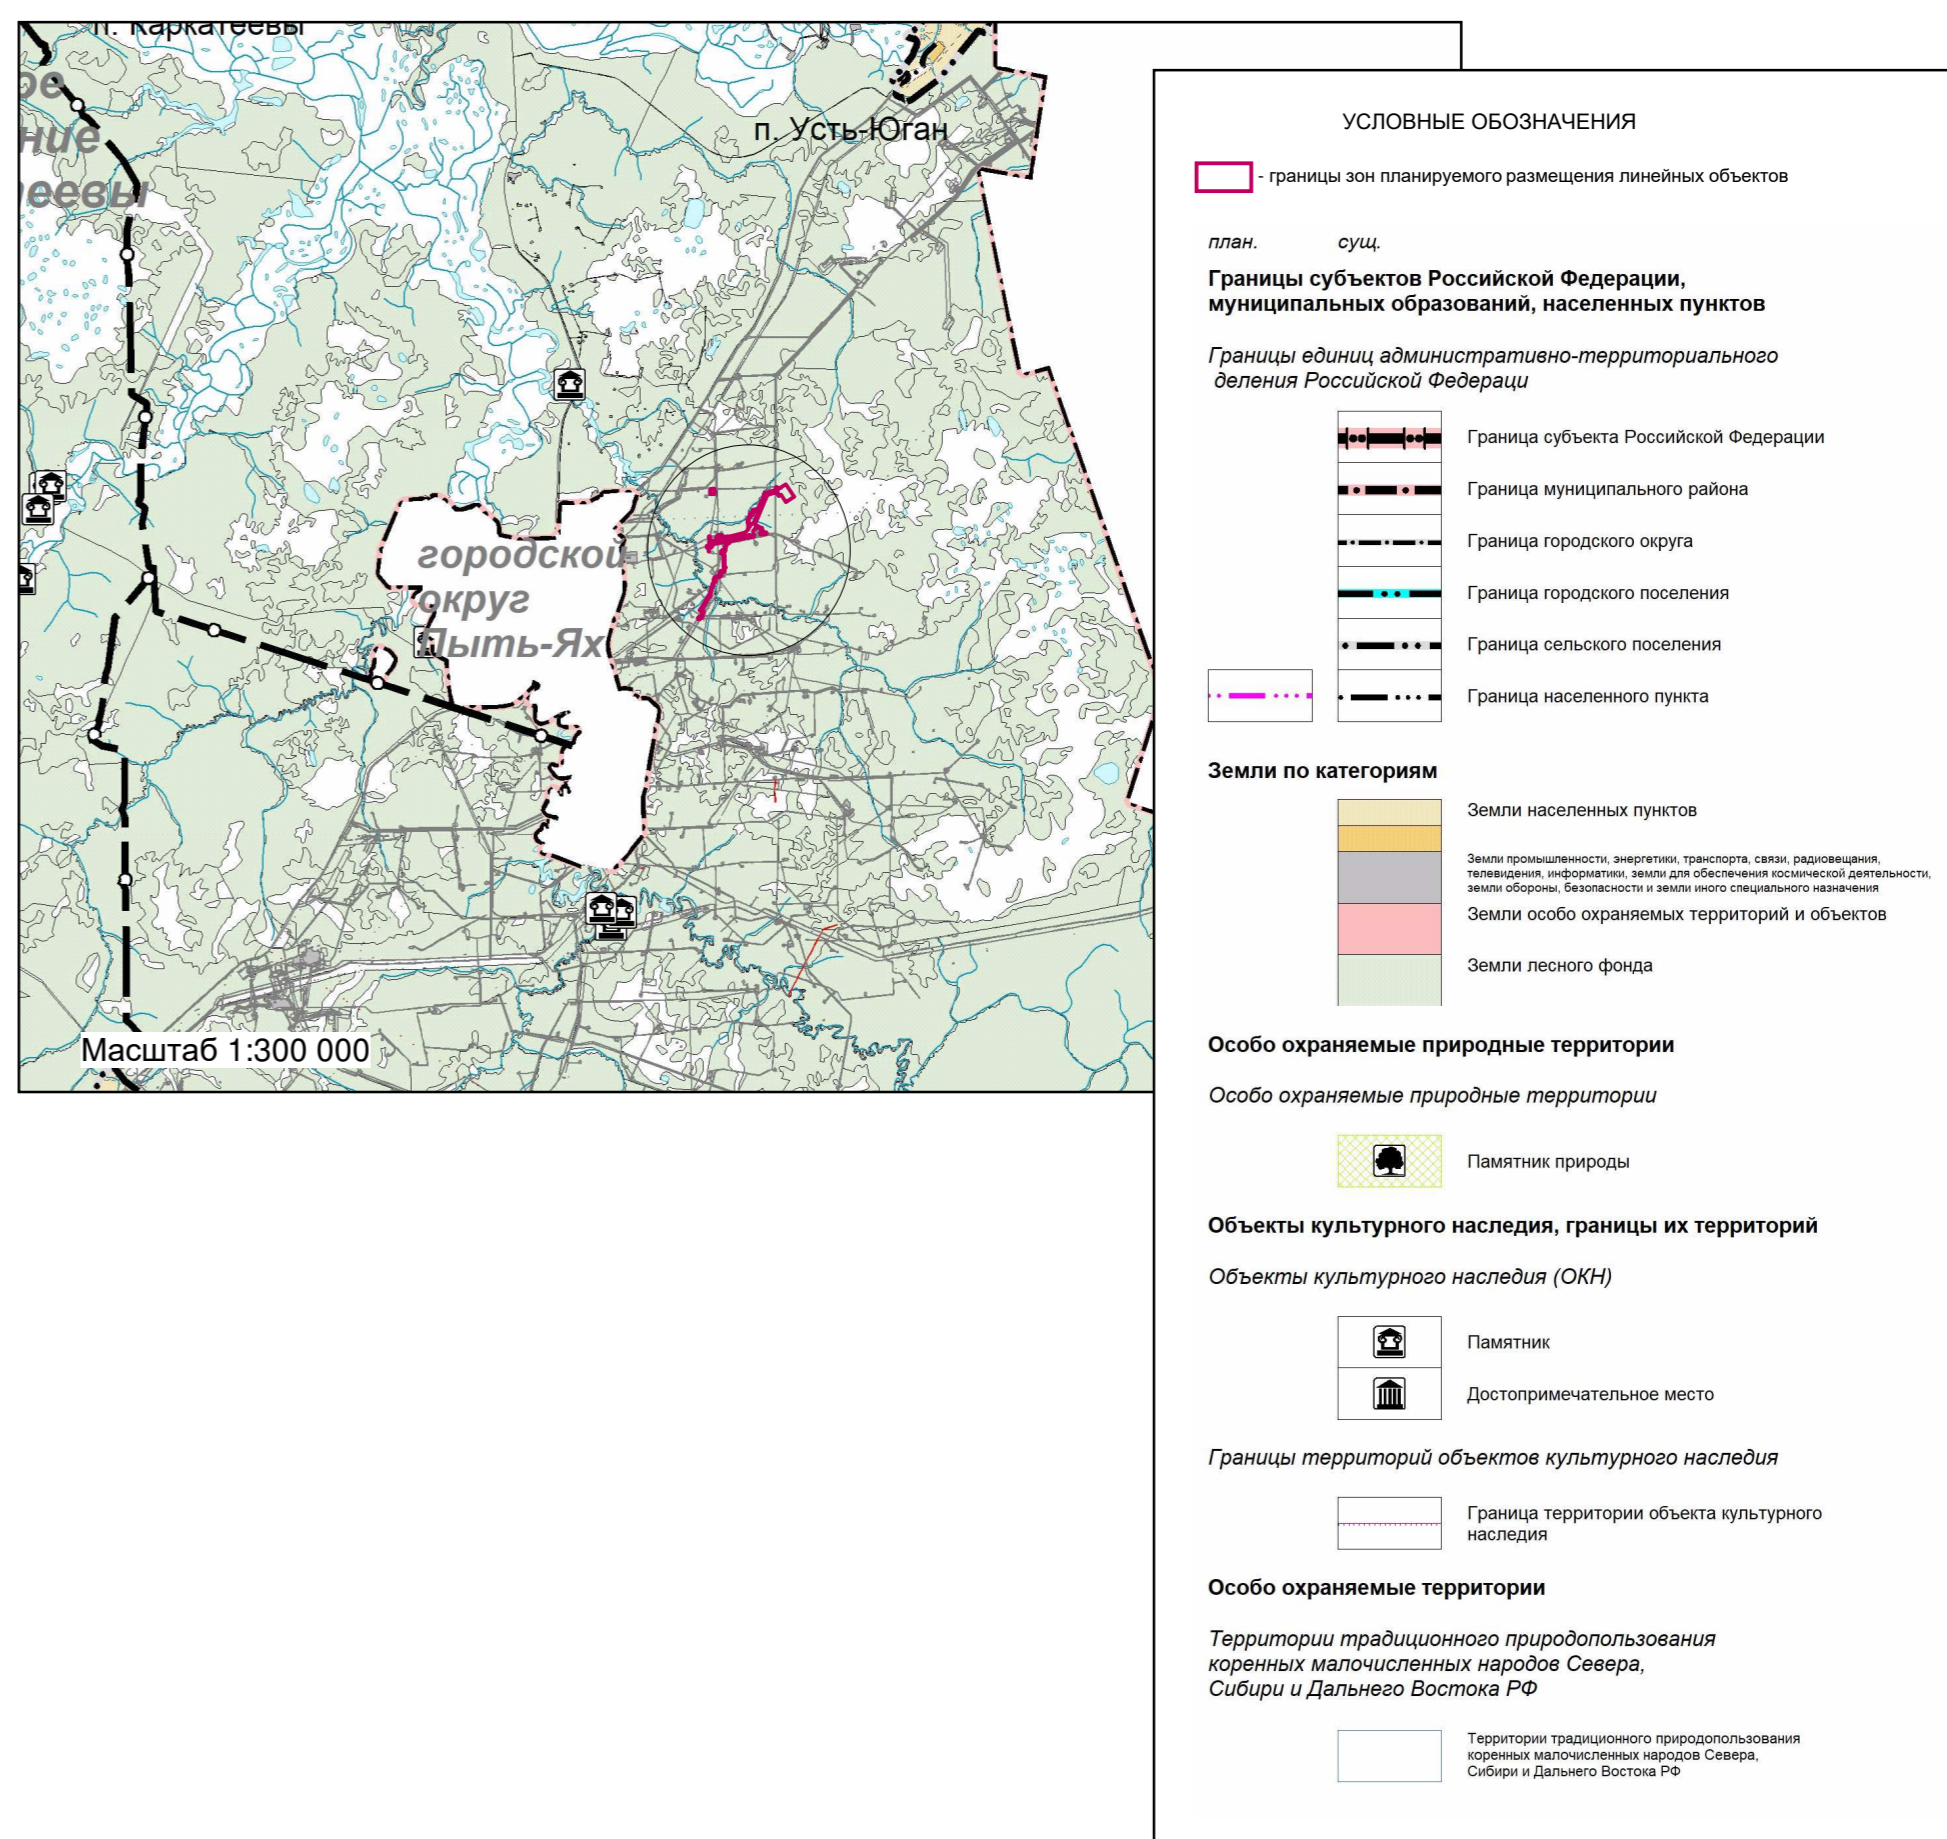 п. Каркатеевы
ое
ние
теевы
п. Усть-Юган
городской
округ
Пыть-Ях
Масштаб 1:300 000
УСЛОВНЫЕ ОБОЗНАЧЕНИЯ
- границы зон планируемого размещения линейных объектов
план. сущ.
Границы субъектов Российской Федерации,
муниципальных образований, населенных пунктов
Границы единиц административно-территориального
деления Российской Федераци
Граница субъекта Российской Федерации
Граница муниципального района
Граница городского округа
Граница городского поселения
Граница сельского поселения
Граница населенного пункта
Земли по категориям
Земли населенных пунктов
Земли промышленности, энергетики, транспорта, связи, радиовещания,
телевидения, информатики, земли для обеспечения космической деятельности,
земли обороны, безопасности и земли иного специального назначения
Земли особо охраняемых территорий и объектов
Земли лесного фонда
Особо охраняемые природные территории
Особо охраняемые природные территории
Памятник природы
Объекты культурного наследия, границы их территорий
Объекты культурного наследия (ОКН)
Памятник
Достопримечательное место
Границы территорий объектов культурного наследия
Граница территории объекта культурного
наследия
Особо охраняемые территории
Территории традиционного природопользования
коренных малочисленных народов Севера,
Сибири и Дальнего Востока РФ
Территории традиционного природопользования
коренных малочисленных народов Севера,
Сибири и Дальнего Востока РФ